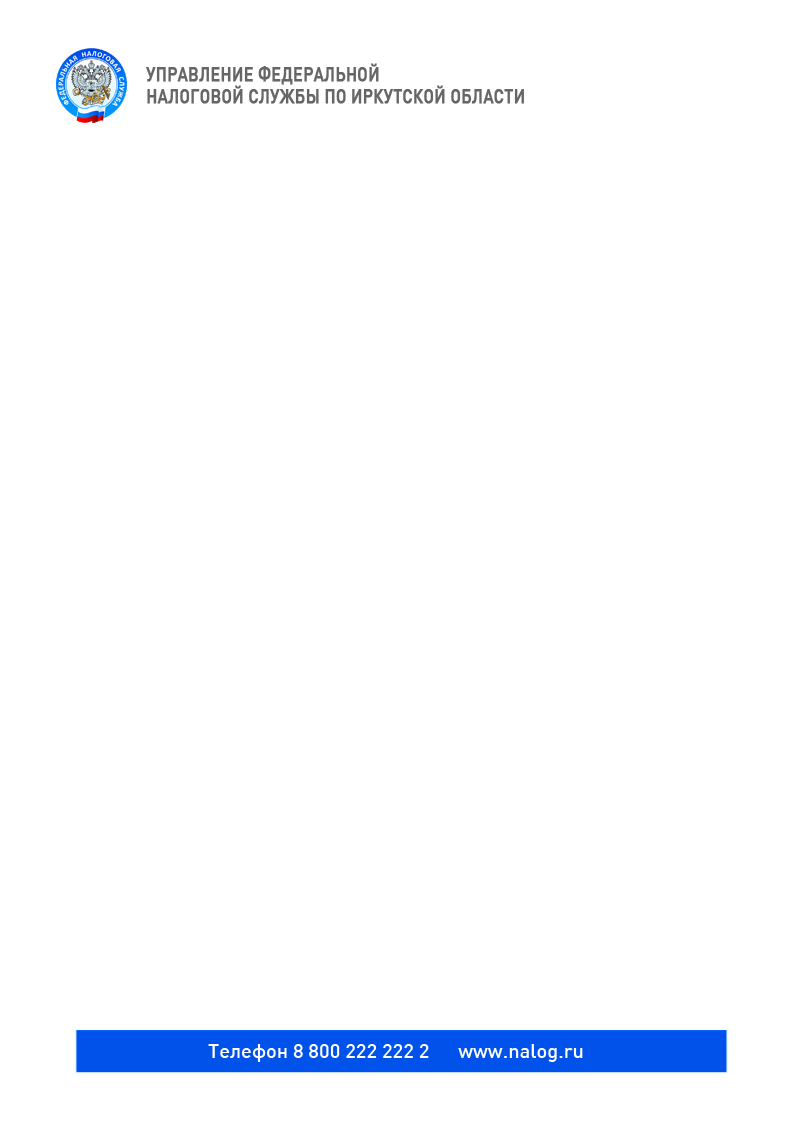 ФЕДЕРАЛЬНАЯ НАЛОГОВАЯ СЛУЖБА
УПРАВЛЕНИЕ ФЕДЕРАЛЬНОЙ
НАЛОГОВОЙ СЛУЖБЫ ПО ИРКУТСКОЙ ОБЛАСТИ
Телефон 8 800 222 222 2 www.nalog.ru